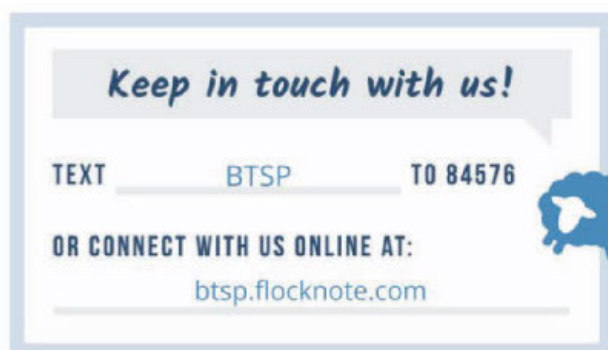 Keep in touch with us!
TEXT BTSP TO 84576
OR CONNECT WITH US ONLINE AT:
btsp.flocknote.com